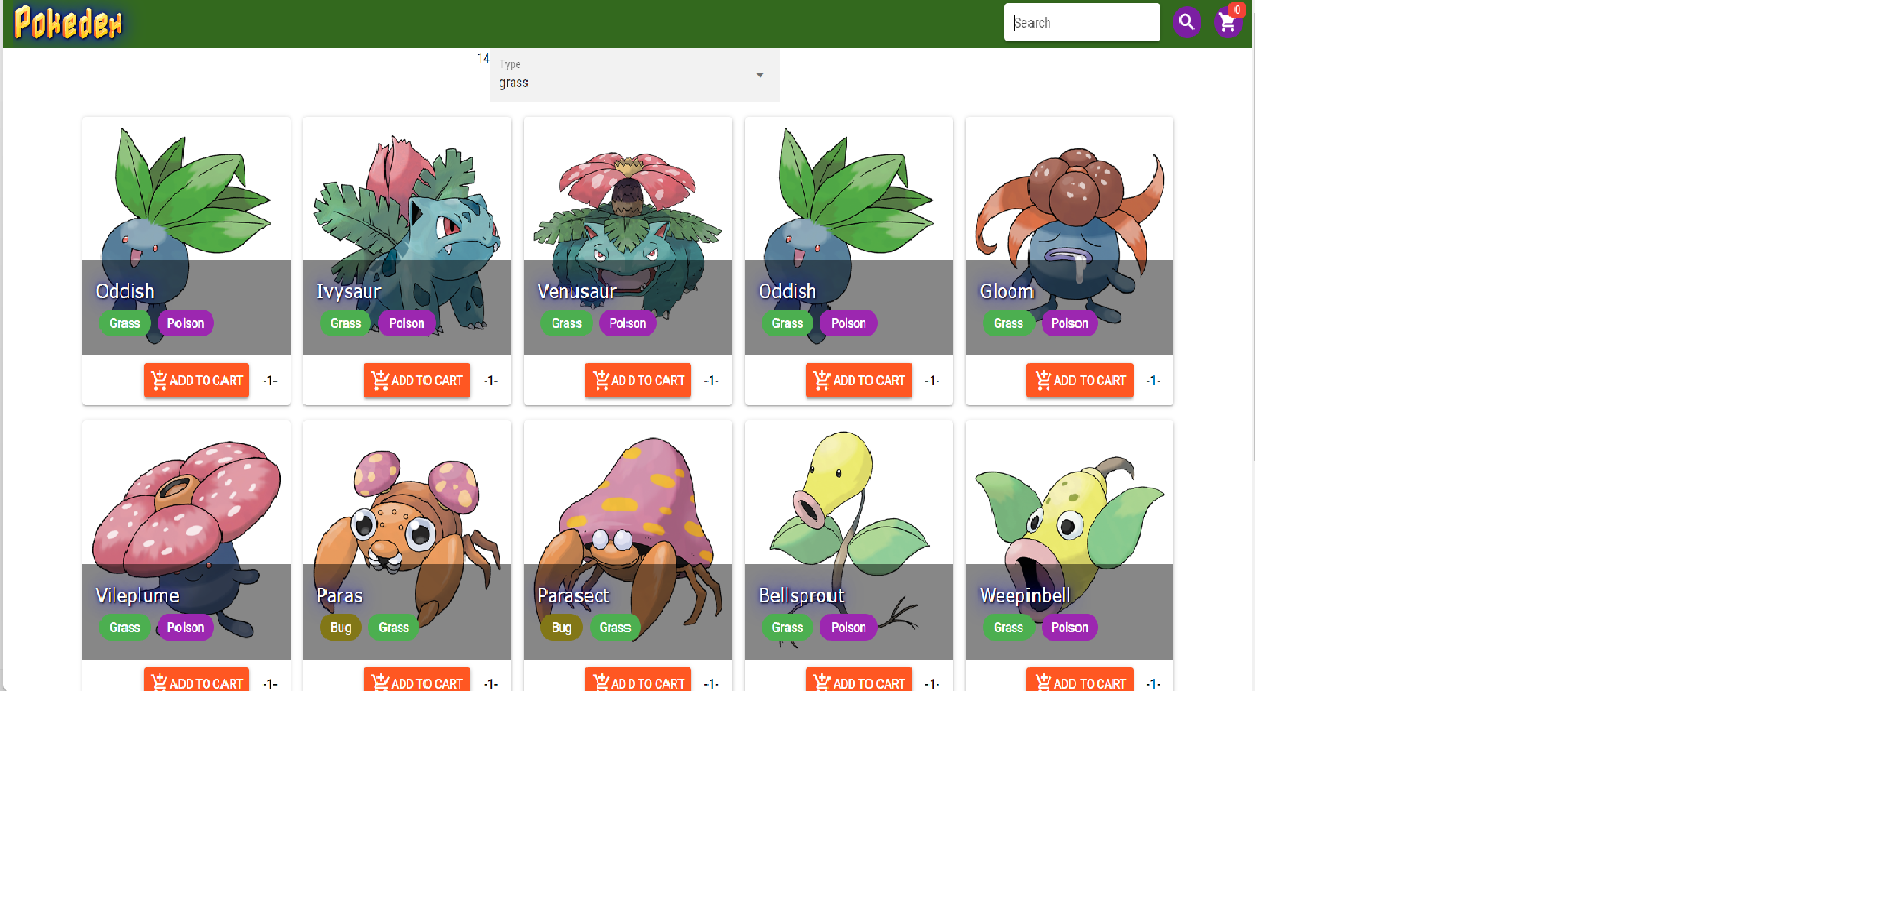 Pokedex
Search
0
14
Type
grass
Oddish
Grass Poison
ADD TO CART -1-
Ivysaur
Grass Poison
ADD TO CART -1-
Venusaur
Grass Poison
ADD TO CART -1-
Oddish
Grass Poison
ADD TO CART -1-
Gloom
Grass Poison
ADD TO CART -1-
Vileplume
Grass Poison
ADD TO CART -1-
Paras
Bug Grass
ADD TO CART -1-
Parasect
Bug Grass
ADD TO CART -1-
Bellsprout
Grass Poison
ADD TO CART -1-
Weepinbell
Grass Poison
ADD TO CART -1-